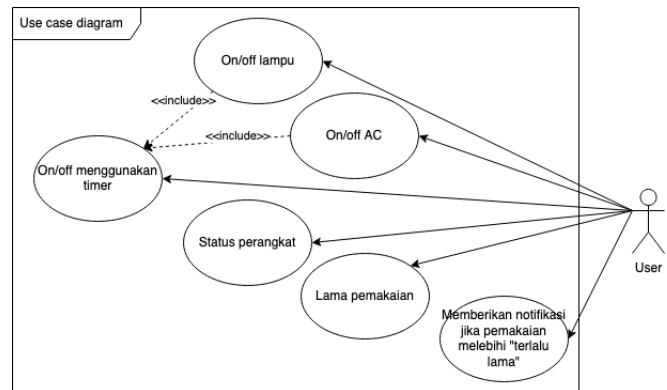 Use case diagram
On/off lampu
<<include>>
<<include>>
On/off AC
On/off menggunakan
timer
Status perangkat
User
Lama pemakaian
Memberikan notifikasi
jika pemakaian
melebihi "terlalu
lama"